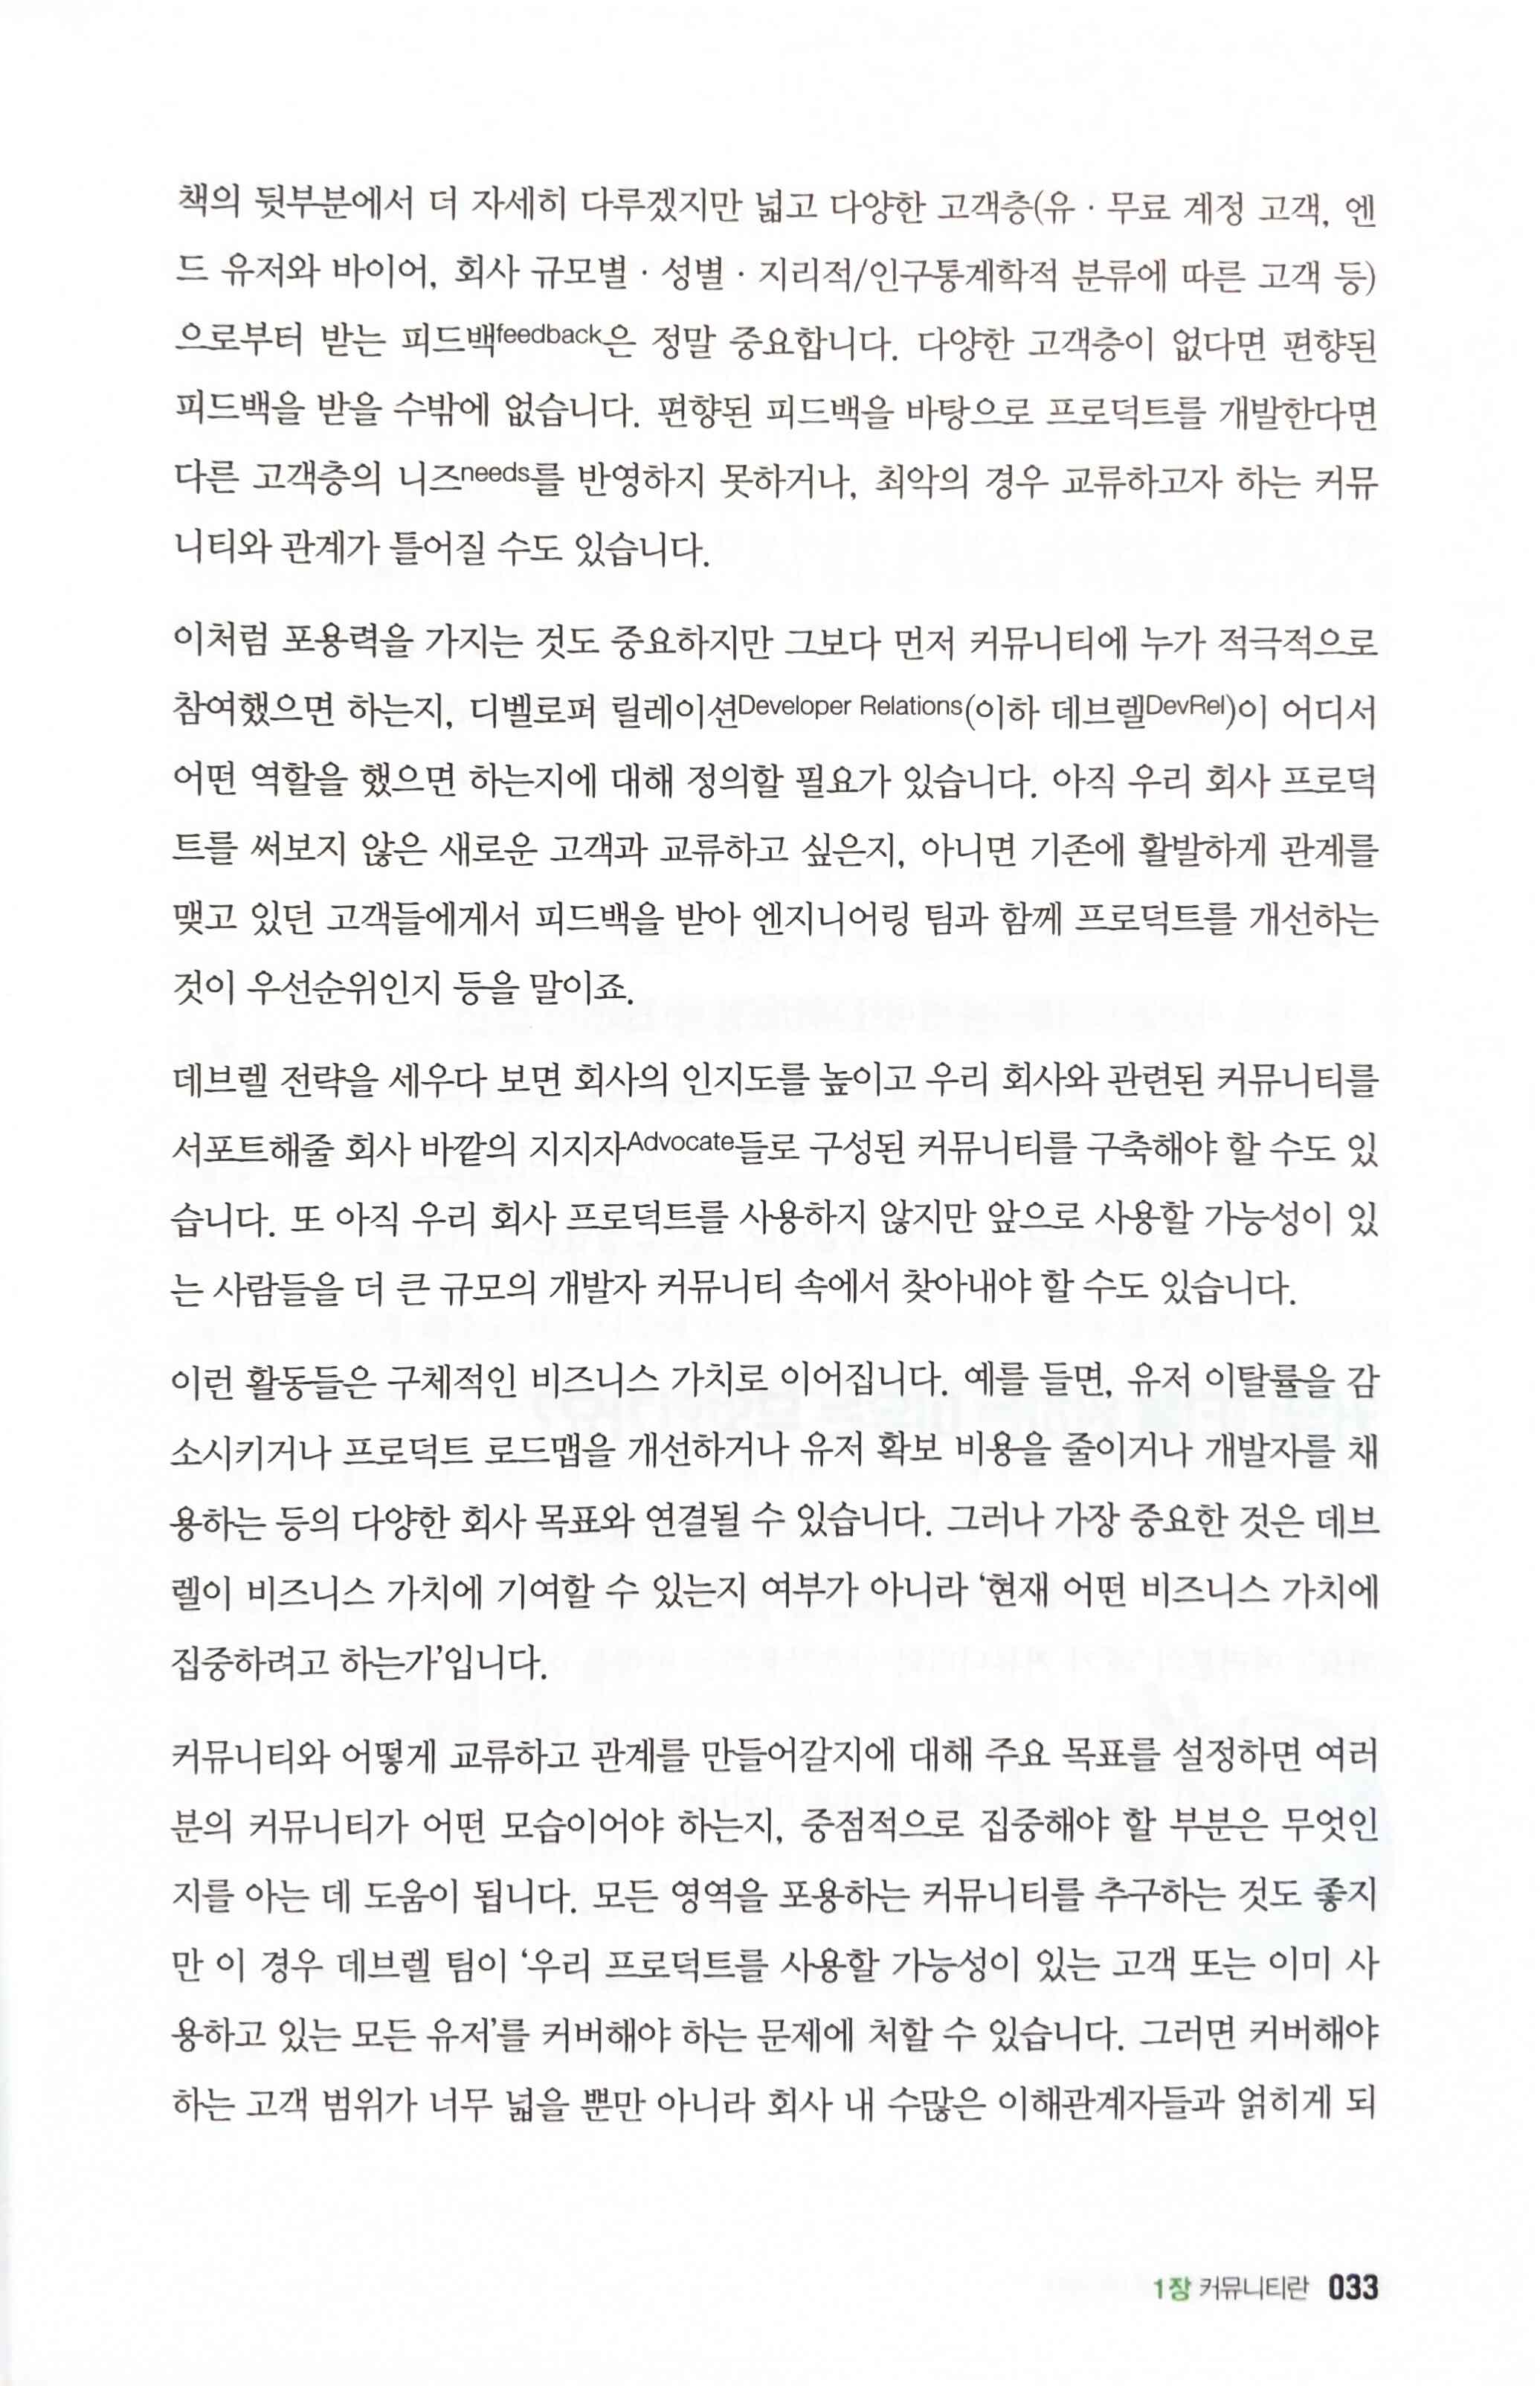 책의 뒷부분에서 더 자세히 다루겠지만 넓고 다양한 고객층(유 · 무료 계정 고객, 엔
드 유저와 바이어, 회사 규모별 · 성별 · 지리적/인구통계학적 분류에 따른 고객 등)
으로부터 받는 피드백feedback은 정말 중요합니다. 다양한 고객층이 없다면 편향된
피드백을 받을 수밖에 없습니다. 편향된 피드백을 바탕으로 프로덕트를 개발한다면
다른 고객층의 니즈needs를 반영하지 못하거나, 최악의 경우 교류하고자 하는 커뮤
니티와 관계가 틀어질 수도 있습니다.
이처럼 포용력을 가지는 것도 중요하지만 그보다 먼저 커뮤니티에 누가 적극적으로
참여했으면 하는지, 디벨로퍼 릴레이션Developer Relations(이하 데브렐DevRel)이 어디서
어떤 역할을 했으면 하는지에 대해 정의할 필요가 있습니다. 아직 우리 회사 프로덕
트를 써보지 않은 새로운 고객과 교류하고 싶은지, 아니면 기존에 활발하게 관계를
맺고 있던 고객들에게서 피드백을 받아 엔지니어링 팀과 함께 프로덕트를 개선하는
것이 우선순위인지 등을 말이죠.
데브렐 전략을 세우다 보면 회사의 인지도를 높이고 우리 회사와 관련된 커뮤니티를
서포트해줄 회사 바깥의 지지자Advocate들로 구성된 커뮤니티를 구축해야 할 수도 있
습니다. 또 아직 우리 회사 프로덕트를 사용하지 않지만 앞으로 사용할 가능성이 있
는 사람들을 더 큰 규모의 개발자 커뮤니티 속에서 찾아내야 할 수도 있습니다.
이런 활동들은 구체적인 비즈니스 가치로 이어집니다. 예를 들면, 유저 이탈률을 감
소시키거나 프로덕트 로드맵을 개선하거나 유저 확보 비용을 줄이거나 개발자를 채
용하는 등의 다양한 회사 목표와 연결될 수 있습니다. 그러나 가장 중요한 것은 데브
렐이 비즈니스 가치에 기여할 수 있는지 여부가 아니라 ‘현재 어떤 비즈니스 가치에
집중하려고 하는가’입니다.
커뮤니티와 어떻게 교류하고 관계를 만들어갈지에 대해 주요 목표를 설정하면 여러
분의 커뮤니티가 어떤 모습이어야 하는지, 중점적으로 집중해야 할 부분은 무엇인
지를 아는 데 도움이 됩니다. 모든 영역을 포용하는 커뮤니티를 추구하는 것도 좋지
만 이 경우 데브렐 팀이 ‘우리 프로덕트를 사용할 가능성이 있는 고객 또는 이미 사
용하고 있는 모든 유저’를 커버해야 하는 문제에 처할 수 있습니다. 그러면 커버해야
하는 고객 범위가 너무 넓을 뿐만 아니라 회사 내 수많은 이해관계자들과 얽히게 되
1장 커뮤니티란 033